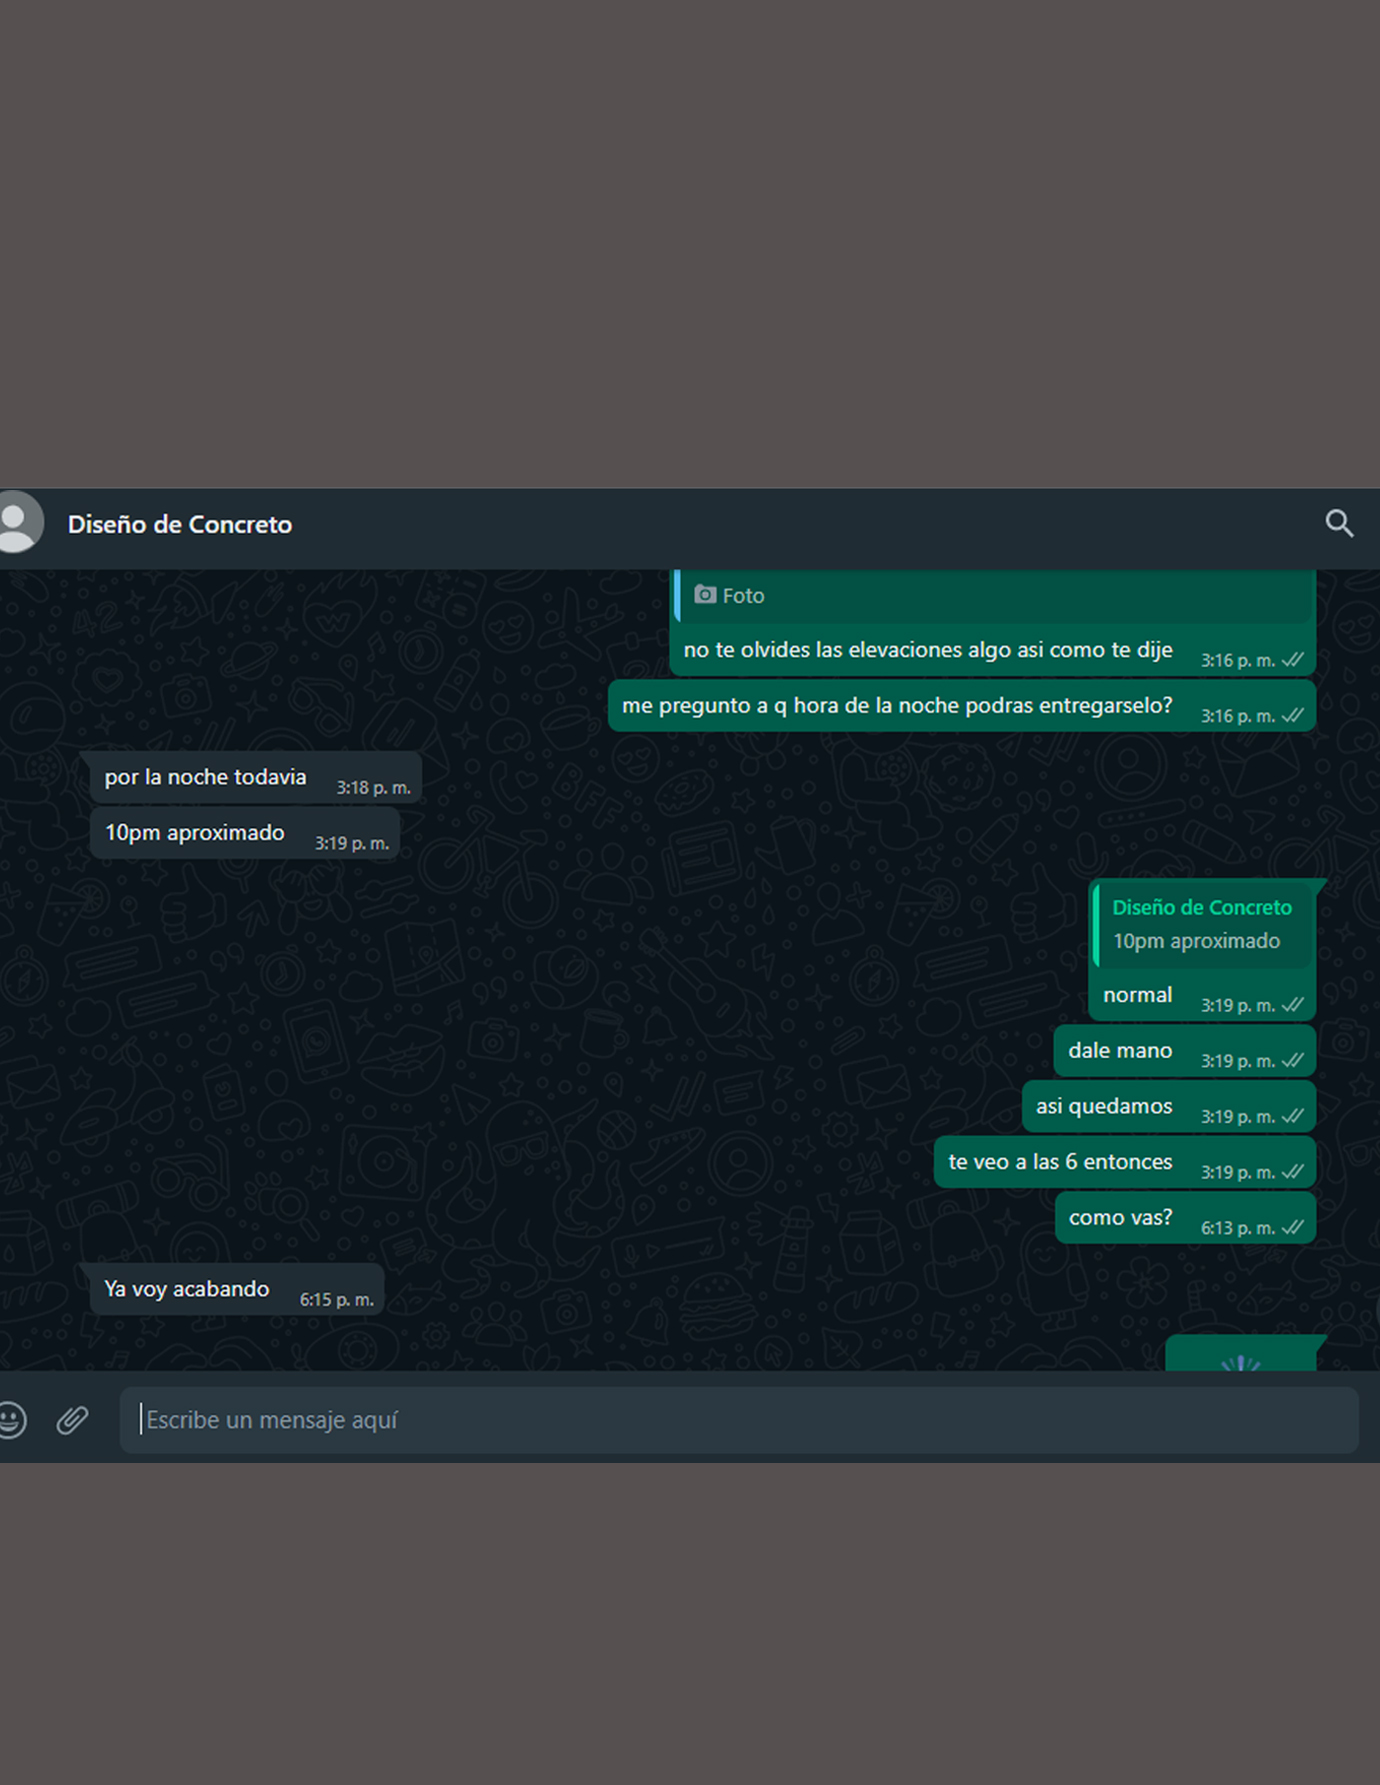 Diseño de Concreto
Foto
no te olvides las elevaciones algo asi como te dije
3:16 p. m.
me pregunto a q hora de la noche podras entregarselo?
3:16 p. m.
por la noche todavia
3:18 p. m.
10pm aproximado
3:19 p. m.
Diseño de Concreto
10pm aproximado
normal
3:19 p. m.
dale mano
3:19 p. m.
asi quedamos
3:19 p. m.
te veo a las 6 entonces
3:19 p. m.
como vas?
6:13 p. m.
Ya voy acabando
6:15 p. m.
Escribe un mensaje aquí